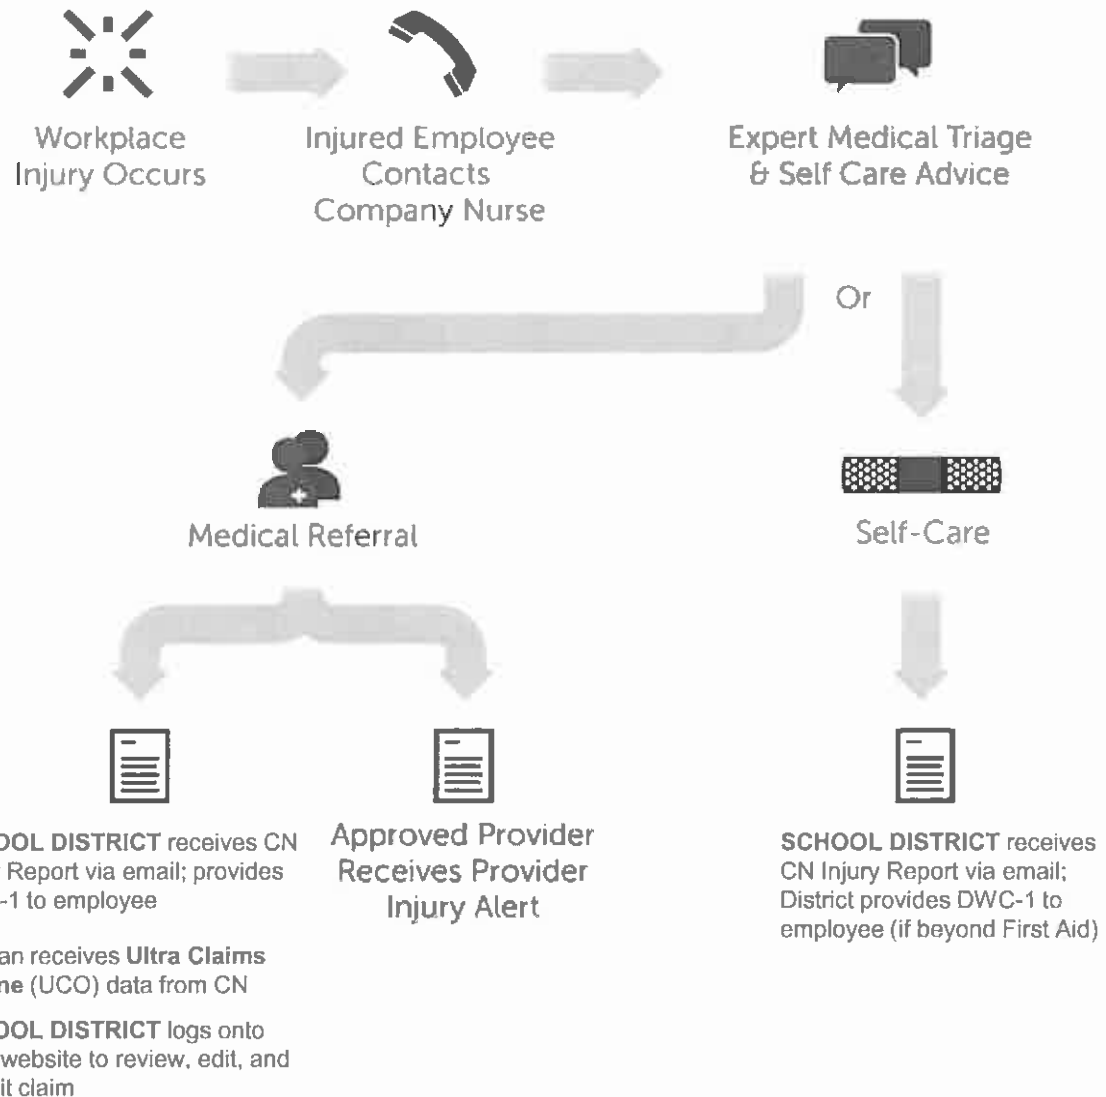 Workplace
Injury Occurs
Injured Employee
Contacts
Company Nurse
Expert Medical Triage
& Self Care Advice
Or
Medical Referral
Self-Care
OOL DISTRICT receives CN
Report via email; provides
-1 to employee
an receives Ultra Claims
ne (UCO) data from CN
OOL DISTRICT logs onto
website to review, edit, and
it claim
Approved Provider
Receives Provider
Injury Alert
SCHOOL DISTRICT receives
CN Injury Report via email;
District provides DWC-1 to
employee (if beyond First Aid)